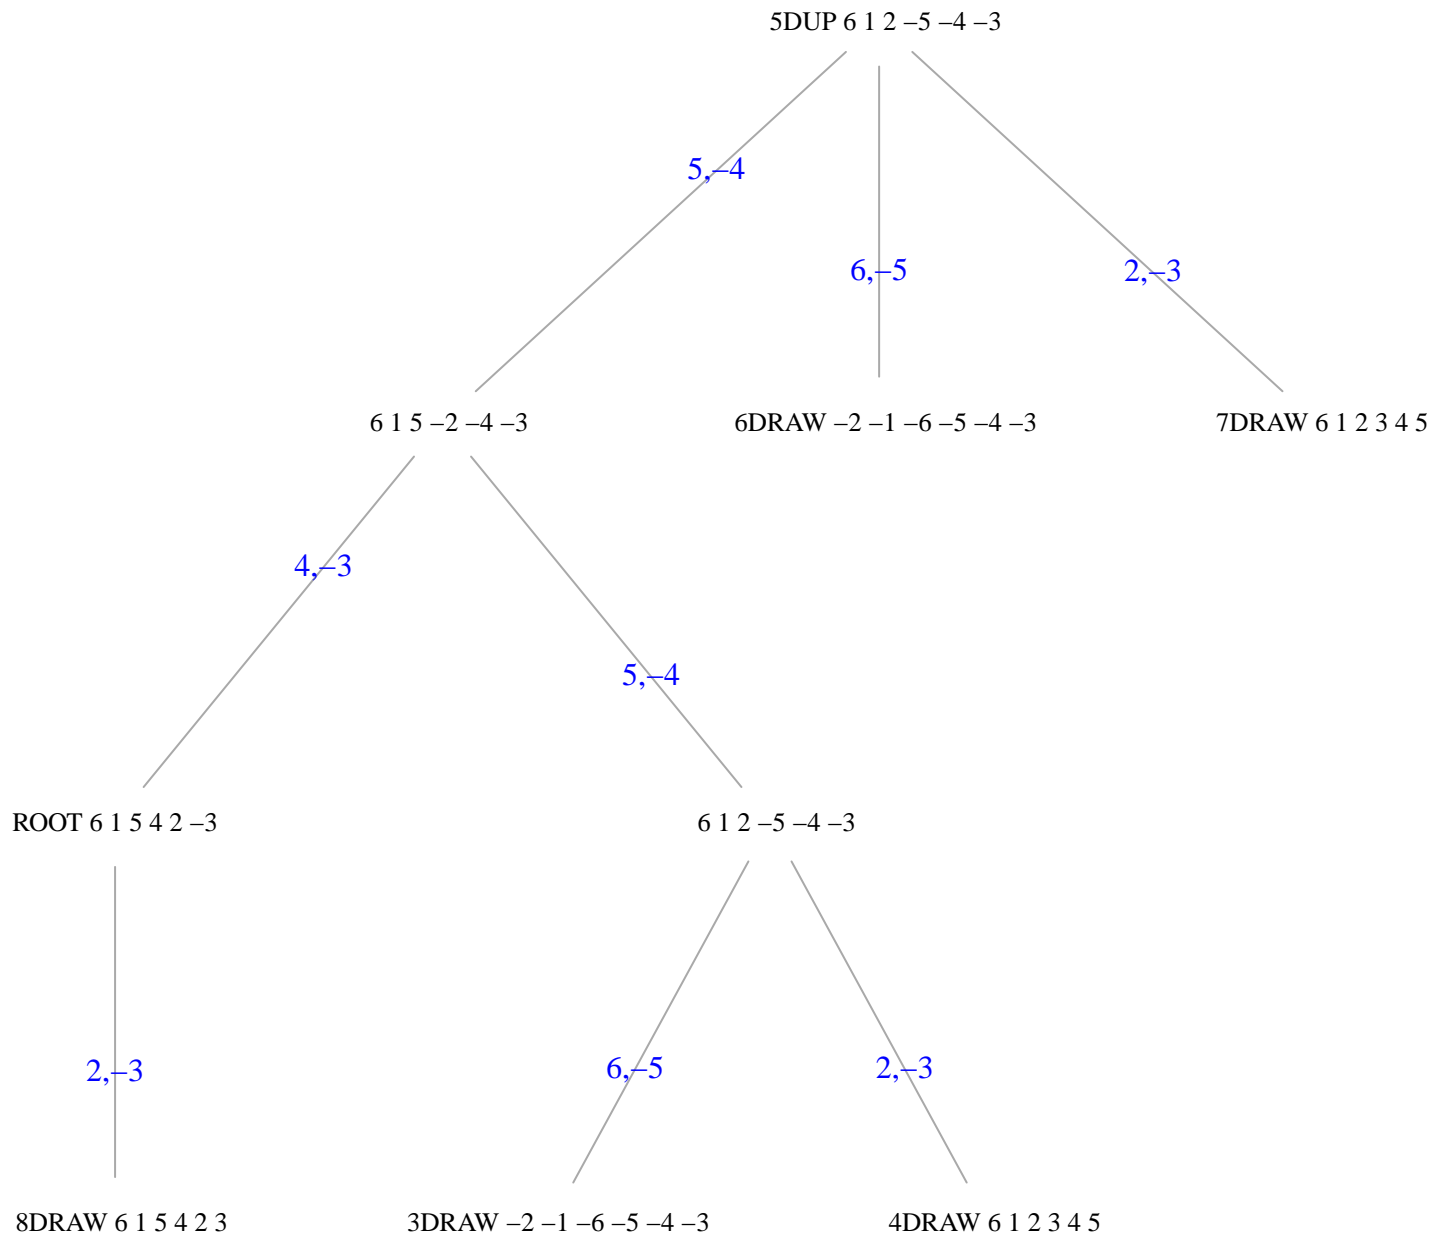 5DUP 6 1 2 –5 –4 –3
5,–4
6,–5
2,–3
6 1 5 –2 –4 –3
6DRAW –2 –1 –6 –5 –4 –3
7DRAW 6 1 2 3 4 5
4,–3
5,–4
ROOT 6 1 5 4 2 –3
6 1 2 –5 –4 –3
2,–3
6,–5
2,–3
8DRAW 6 1 5 4 2 3
3DRAW –2 –1 –6 –5 –4 –3
4DRAW 6 1 2 3 4 5